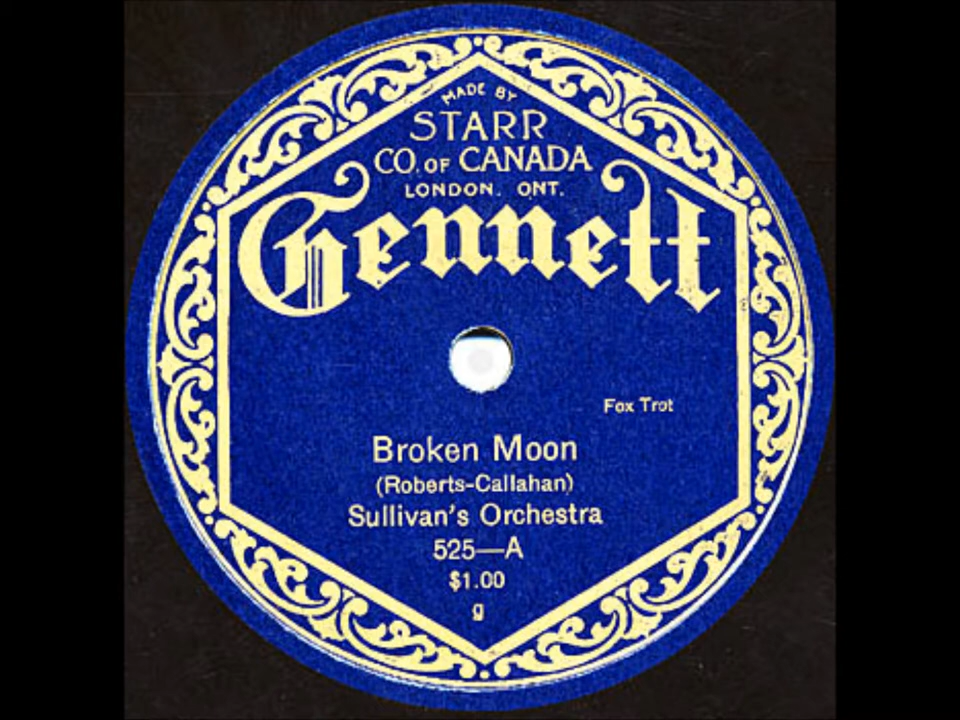 MADE BY
STARR
CO. OF CANADA
LONDON. ONT.
Gennett
Fox Trot
Broken Moon
(Roberts-Callahan)
Sullivan's Orchestra
525—A
$1.00
g